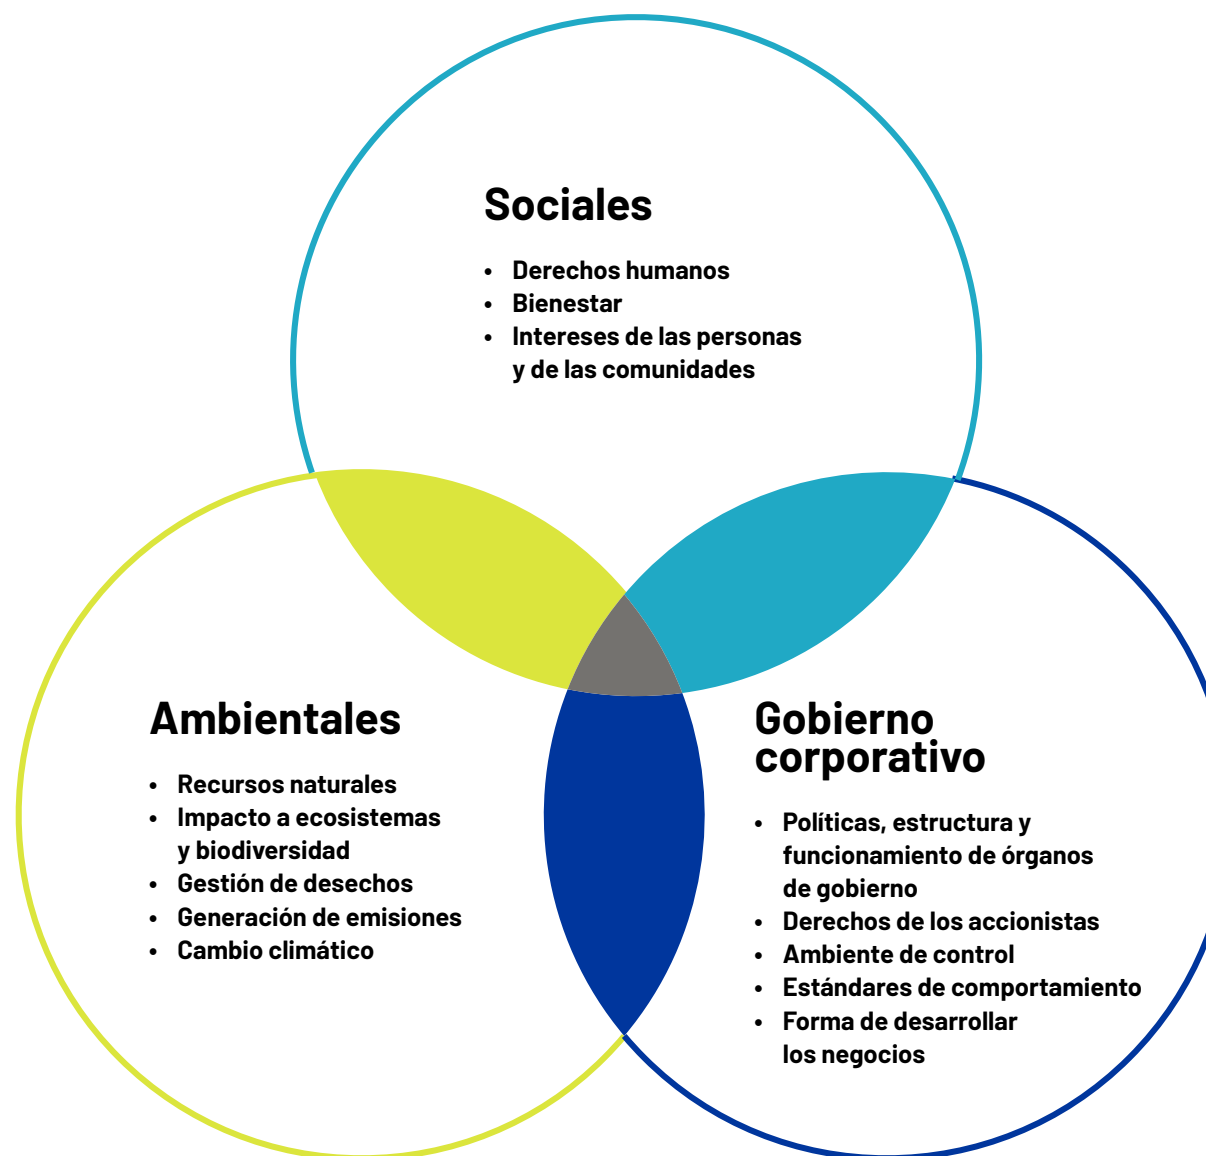 Sociales
• Derechos humanos
• Bienestar
• Intereses de las personas
y de las comunidades
Ambientales
• Recursos naturales
• Impacto a ecosistemas
y biodiversidad
• Gestión de desechos
• Generación de emisiones
• Cambio climático
Gobierno
corporativo
• Políticas, estructura y
funcionamiento de órganos
de gobierno
• Derechos de los accionistas
• Ambiente de control
• Estándares de comportamiento
• Forma de desarrollar
los negocios